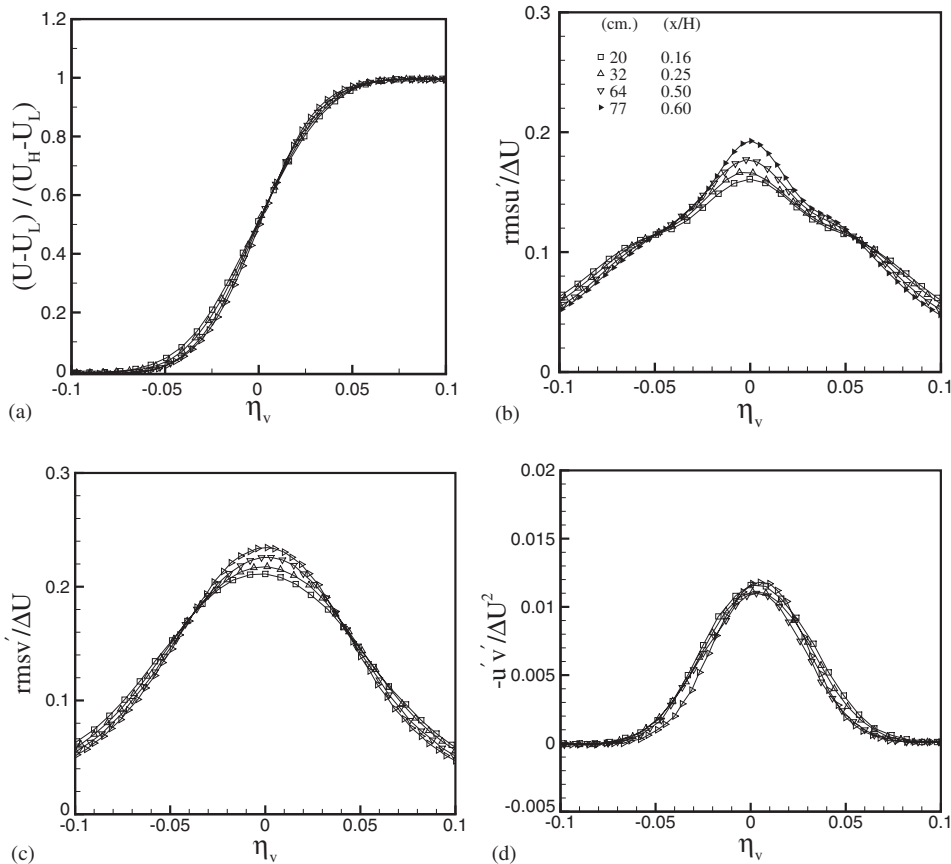 (U-U_L) / (U_H-U_L)
1
0.8
0.6
0.4
0.2
0
-0.1 -0.05 0 0.05 0.1
η_v
(a)
rmsu′/ΔU
0.3
0.2
0.1
0
(cm.) (x/H)
20 0.16
32 0.25
64 0.50
77 0.60
-0.1 -0.05 0 0.05 0.1
η_v
(b)
rmsv′/ΔU
0.3
0.2
0.1
0
-0.1 -0.05 0 0.05 0.1
η_v
(c)
-u′v′/ΔU²
0.02
0.015
0.01
0.005
0
-0.005
-0.1 -0.05 0 0.05 0.1
η_v
(d)